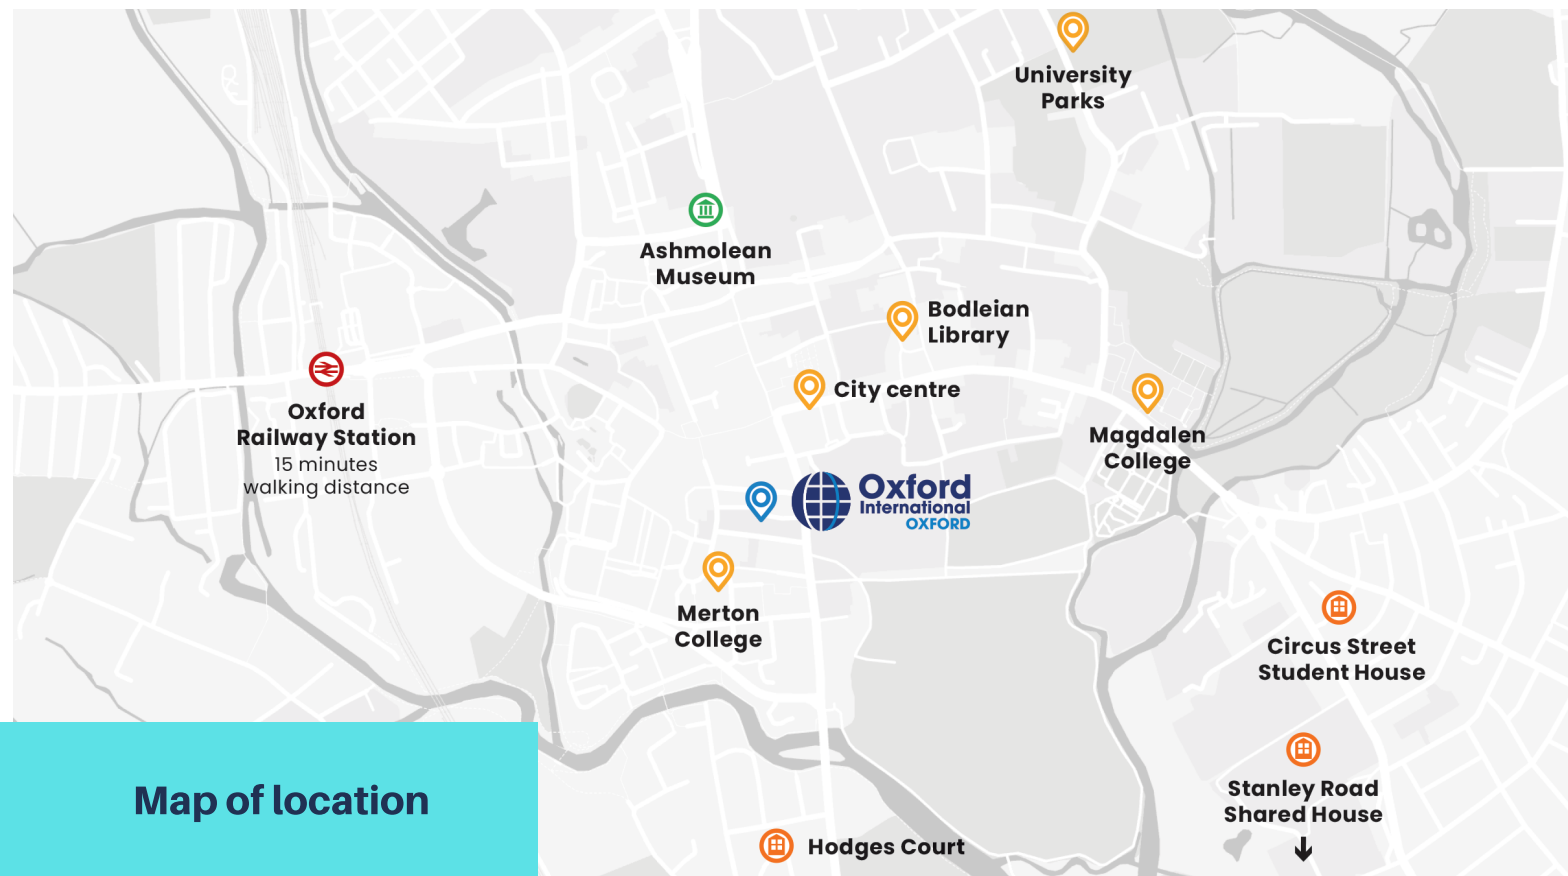 University
Parks
Ashmolean
Museum
Bodleian
Library
City centre
Oxford
Railway Station
15 minutes
walking distance
Magdalen
College
Oxford
International
OXFORD
Merton
College
Circus Street
Student House
Stanley Road
Shared House
Map of location
Hodges Court